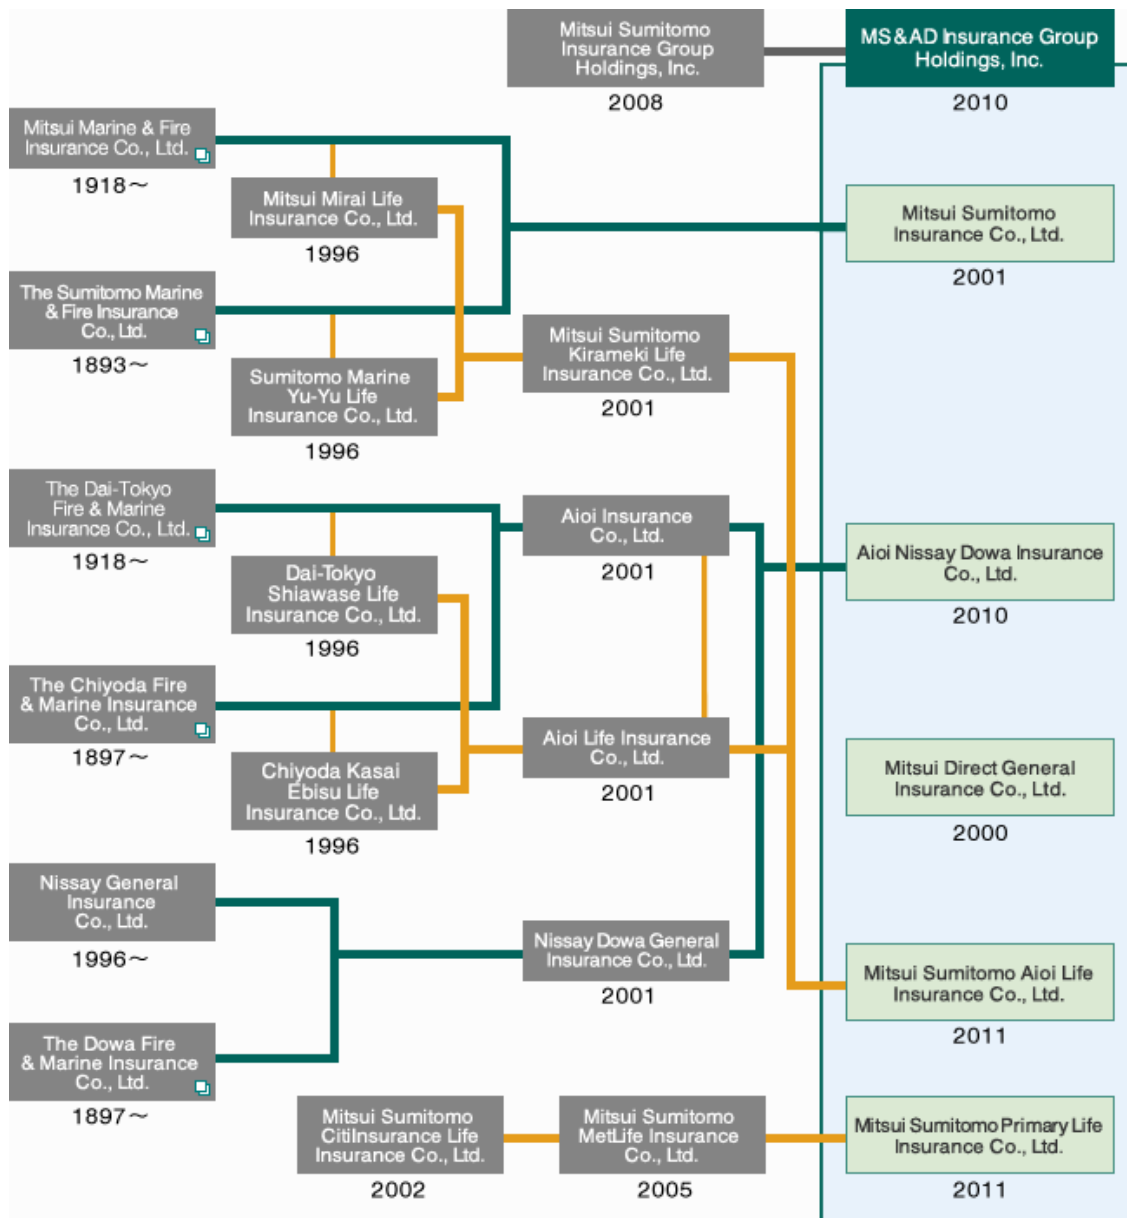 Mitsui Sumitomo
Insurance Group
Holdings, Inc.
2008
MS&AD Insurance Group
Holdings, Inc.
2010
Mitsui Marine & Fire
Insurance Co., Ltd.
1918～
Mitsui Mirai Life
Insurance Co., Ltd.
1996
Mitsui Sumitomo
Insurance Co., Ltd.
2001
The Sumitomo Marine
& Fire Insurance
Co., Ltd.
1893～
Sumitomo Marine
Yu-Yu Life
Insurance Co., Ltd.
1996
Mitsui Sumitomo
Kirameki Life
Insurance Co., Ltd.
2001
The Dai-Tokyo
Fire & Marine
Insurance Co., Ltd.
1918～
Dai-Tokyo
Shiawase Life
Insurance Co., Ltd.
1996
Aioi Insurance
Co., Ltd.
2001
Aioi Nissay Dowa Insurance
Co., Ltd.
2010
The Chiyoda Fire
& Marine Insurance
Co., Ltd.
1897～
Chiyoda Kasai
Ebisu Life
Insurance Co., Ltd.
1996
Aioi Life Insurance
Co., Ltd.
2001
Mitsui Direct General
Insurance Co., Ltd.
2000
Nissay General
Insurance
Co., Ltd.
1996～
Nissay Dowa General
Insurance Co., Ltd.
2001
Mitsui Sumitomo Aioi Life
Insurance Co., Ltd.
2011
The Dowa Fire
& Marine Insurance
Co., Ltd.
1897～
Mitsui Sumitomo
CitiInsurance Life
Insurance Co., Ltd.
2002
Mitsui Sumitomo
MetLife Insurance
Co., Ltd.
2005
Mitsui Sumitomo Primary Life
Insurance Co., Ltd.
2011